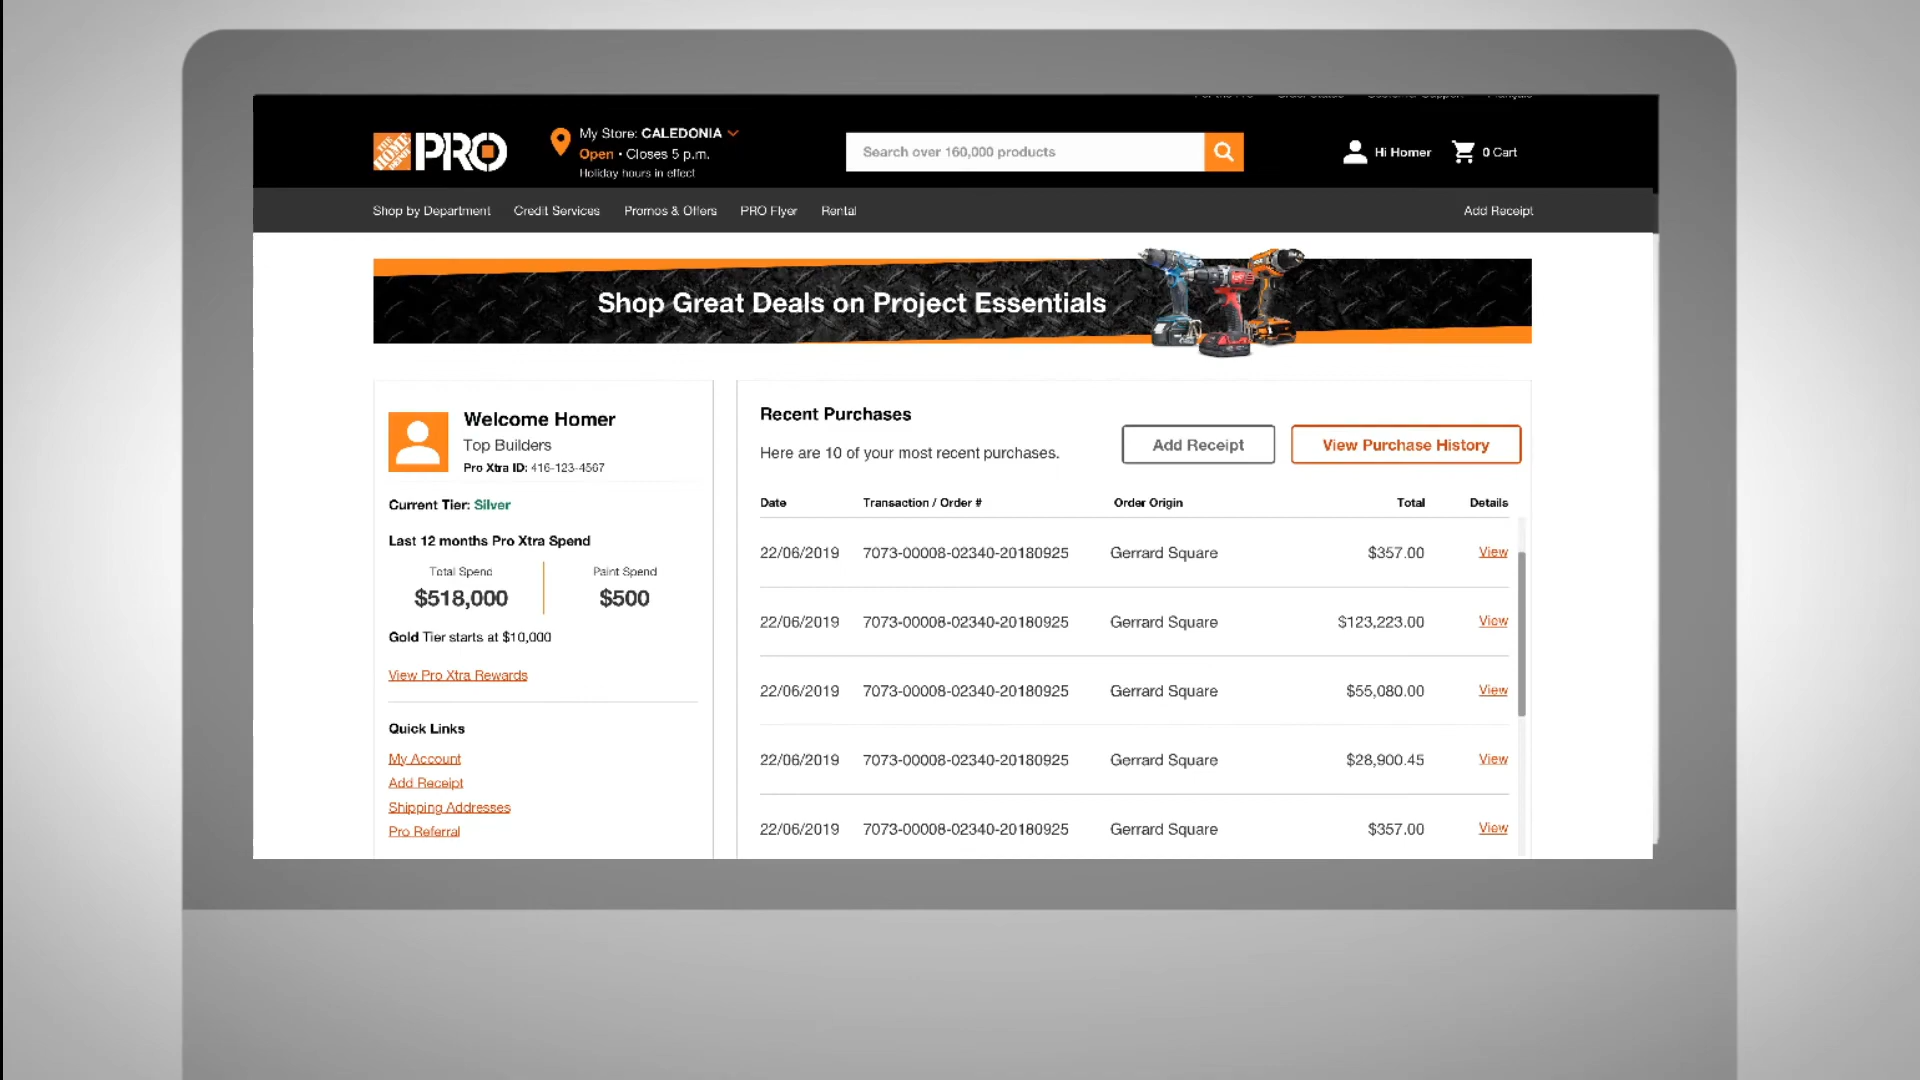 THE HOME DEPOT PRO
My Store: CALEDONIA
Open • Closes 5 p.m.
Holiday hours in effect
Search over 160,000 products
Hi Homer
0 Cart
Shop by Department Credit Services Promos & Offers PRO Flyer Rental Add Receipt
Shop Great Deals on Project Essentials
Welcome Homer
Top Builders
Pro Xtra ID: 416-123-4567
Current Tier: Silver
Last 12 months Pro Xtra Spend
Total Spend Paint Spend
$518,000 $500
Gold Tier starts at $10,000
View Pro Xtra Rewards
Quick Links
My Account
Add Receipt
Shipping Addresses
Pro Referral
Recent Purchases
Here are 10 of your most recent purchases.
Add Receipt
View Purchase History
Date Transaction / Order # Order Origin Total Details
22/06/2019 7073-00008-02340-20180925 Gerrard Square $357.00 View
22/06/2019 7073-00008-02340-20180925 Gerrard Square $123,223.00 View
22/06/2019 7073-00008-02340-20180925 Gerrard Square $55,080.00 View
22/06/2019 7073-00008-02340-20180925 Gerrard Square $28,900.45 View
22/06/2019 7073-00008-02340-20180925 Gerrard Square $357.00 View